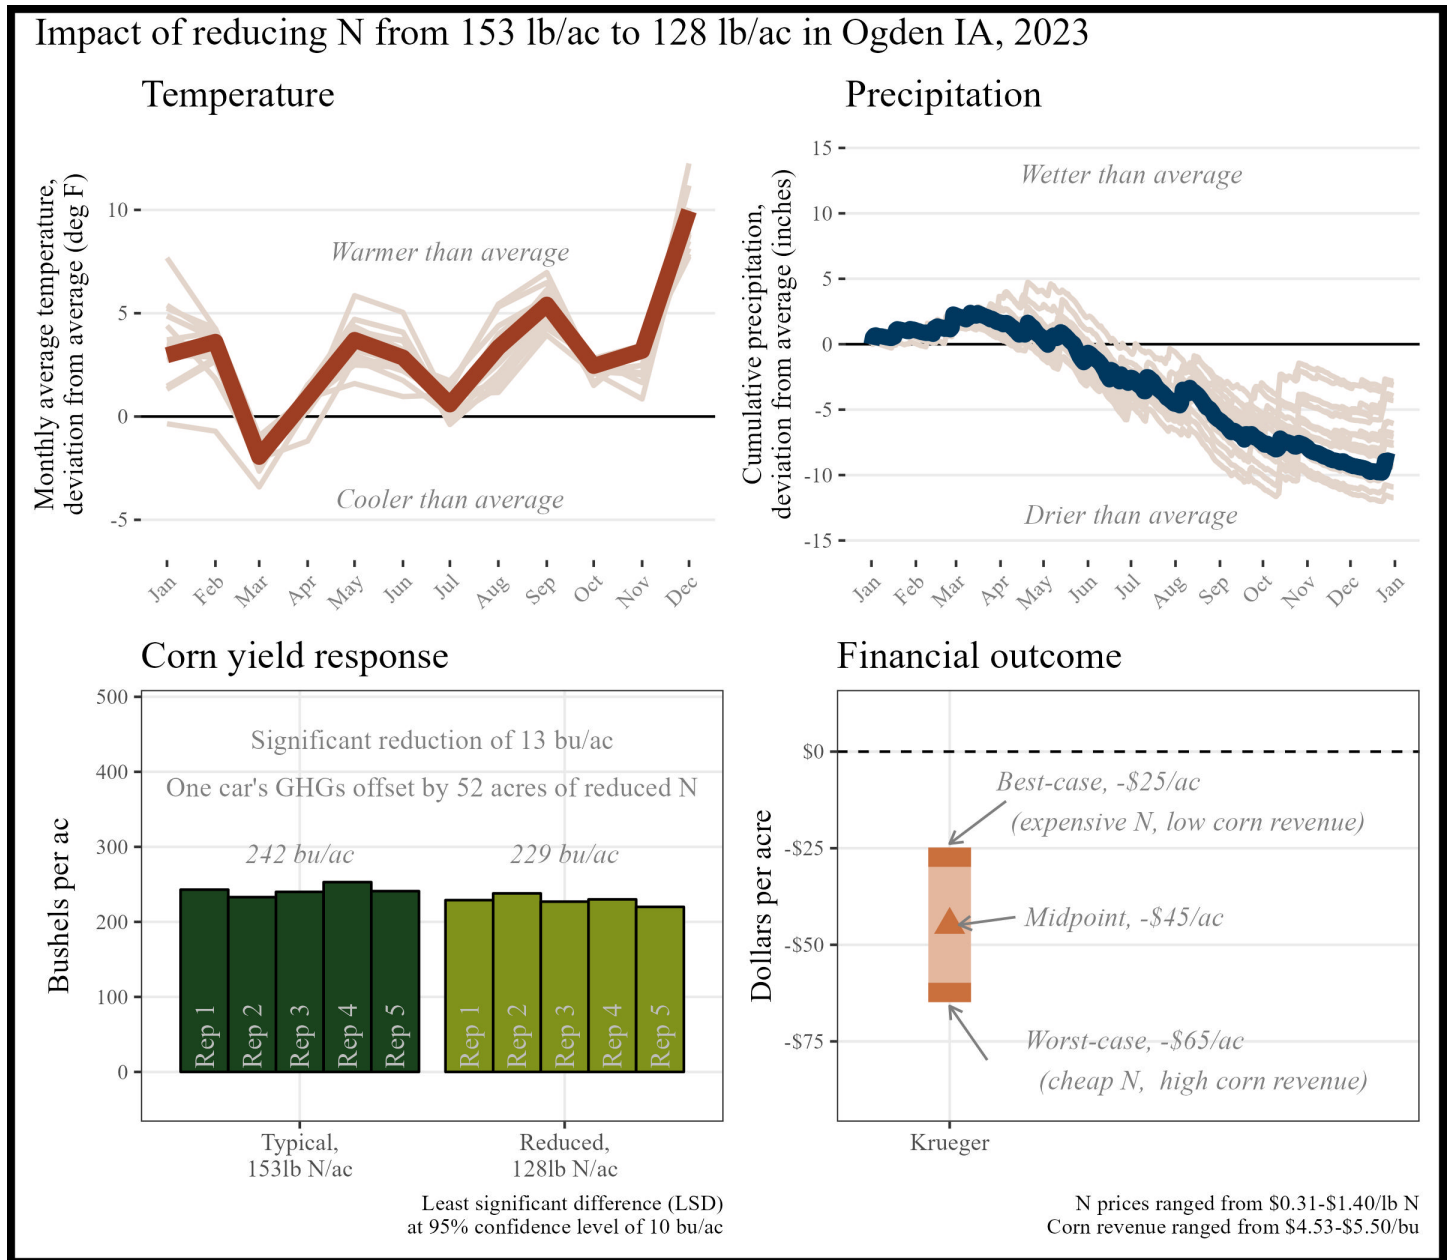 Impact of reducing N from 153 lb/ac to 128 lb/ac in Ogden IA, 2023
Temperature
Monthly average temperature,
deviation from average (deg F)
10
5
0
-5
Warmer than average
Cooler than average
Jan
Feb
Mar
Apr
May
Jun
Jul
Aug
Sep
Oct
Nov
Dec
Precipitation
Cumulative precipitation,
deviation from average (inches)
15
10
5
0
-5
-10
-15
Wetter than average
Drier than average
Jan
Feb
Mar
Apr
May
Jun
Jul
Aug
Sep
Oct
Nov
Dec
Jan
Corn yield response
Bushels per ac
500
400
300
200
100
0
Significant reduction of 13 bu/ac
One car's GHGs offset by 52 acres of reduced N
242 bu/ac
229 bu/ac
Rep 1
Rep 2
Rep 3
Rep 4
Rep 5
Rep 1
Rep 2
Rep 3
Rep 4
Rep 5
Typical,
153lb N/ac
Reduced,
128lb N/ac
Least significant difference (LSD)
at 95% confidence level of 10 bu/ac
Financial outcome
Dollars per acre
$0
-$25
-$50
-$75
Best-case, -$25/ac
(expensive N, low corn revenue)
Midpoint, -$45/ac
Worst-case, -$65/ac
(cheap N,  high corn revenue)
Krueger
N prices ranged from $0.31-$1.40/lb N
Corn revenue ranged from $4.53-$5.50/bu